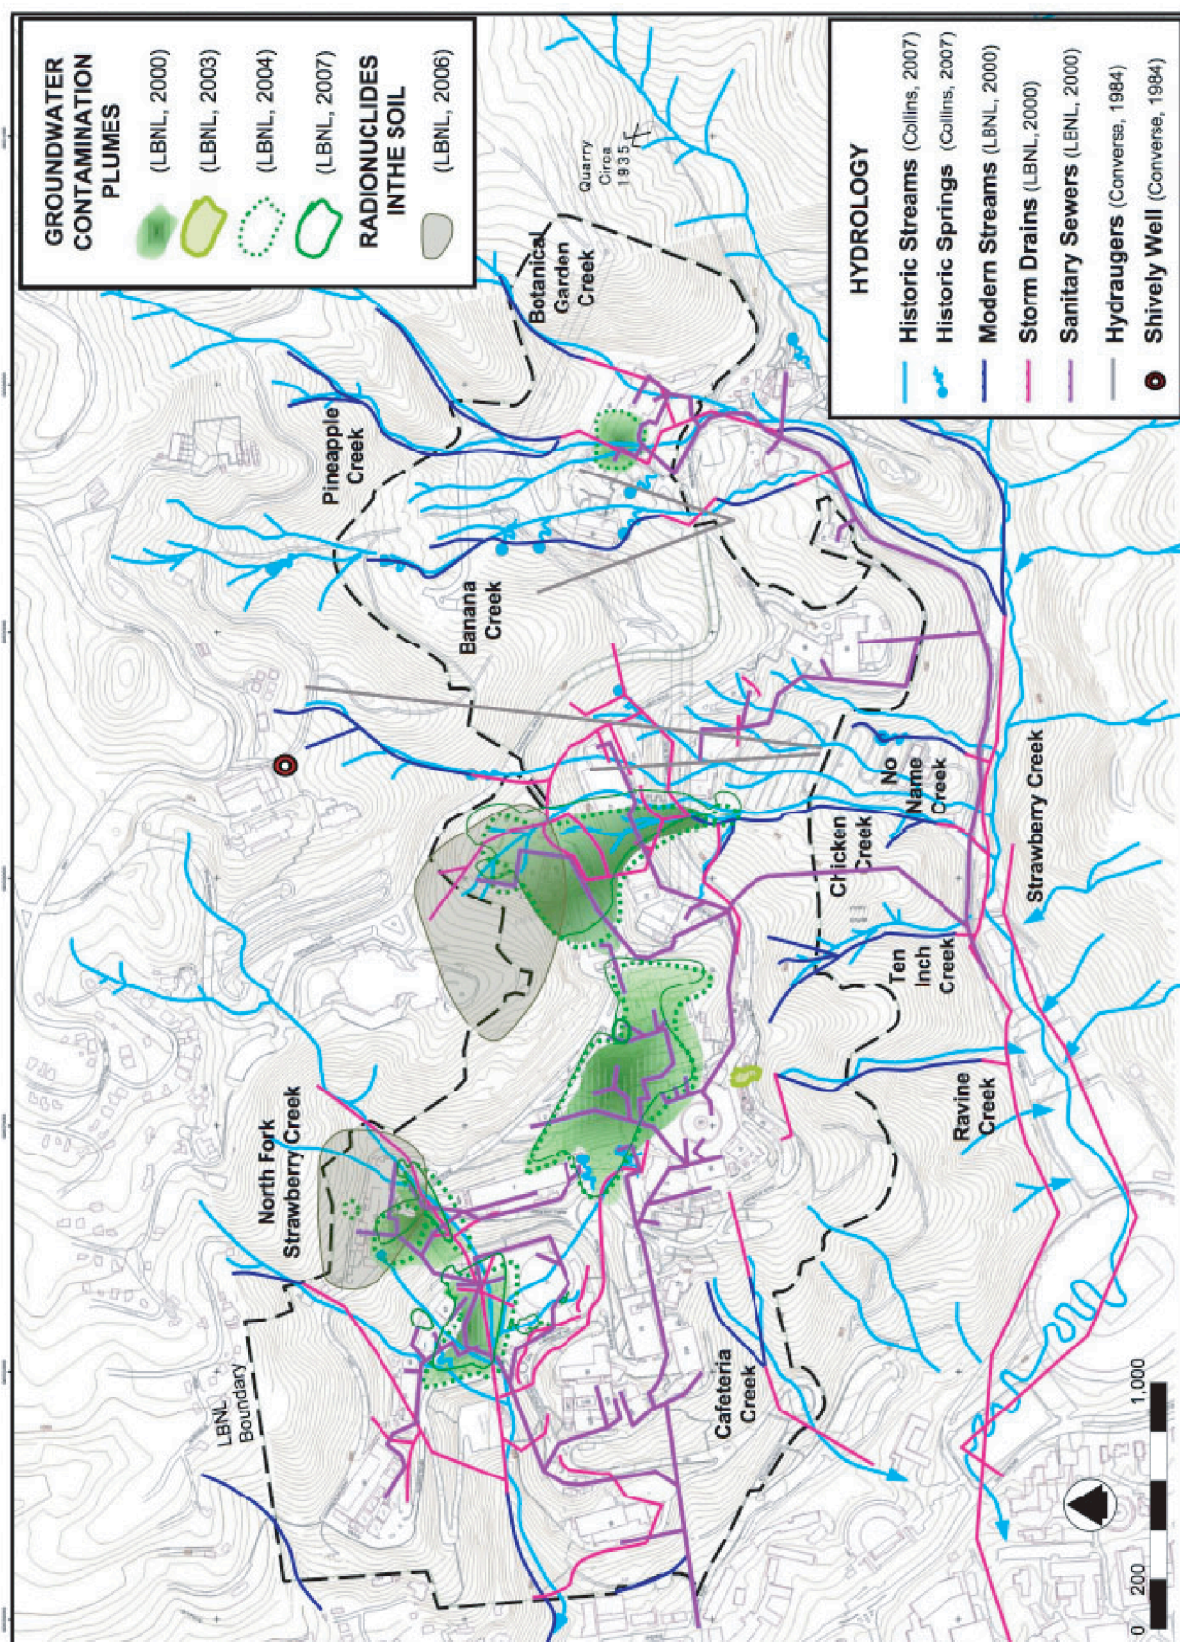 GROUNDWATER
CONTAMINATION
PLUMES
(LBNL, 2000)
(LBNL, 2003)
(LBNL, 2004)
(LBNL, 2007)
RADIONUCLIDES
INTHE SOIL
(LBNL, 2006)
HYDROLOGY
Historic Streams (Collins, 2007)
Historic Springs (Collins, 2007)
Modern Streams (LBNL, 2000)
Storm Drains (LBNL, 2000)
Sanitary Sewers (LENL, 2000)
Hydraugers (Converse, 1984)
Shively Well (Converse, 1984)
Quarry
Circa
1935
Botanical
Garden
Creek
Pineapple
Creek
Banana
Creek
No
Name
Creek
Chicken
Creek
Strawberry Creek
Ten
Inch
Creek
Ravine
Creek
North Fork
Strawberry Creek
LBNL
Boundary
Cafeteria
Creek
0 200 1,000